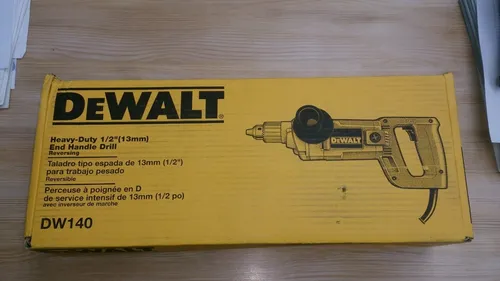 DEWALT®
Heavy-Duty 1/2"(13mm)
End Handle Drill
Reversing
Taladro tipo espada de 13mm (1/2")
para trabajo pesado
Reversible
Perceuse à poignée en D
de service intensif de 13mm (1/2 po)
avec inverseur de marche
DW140
DEWALT